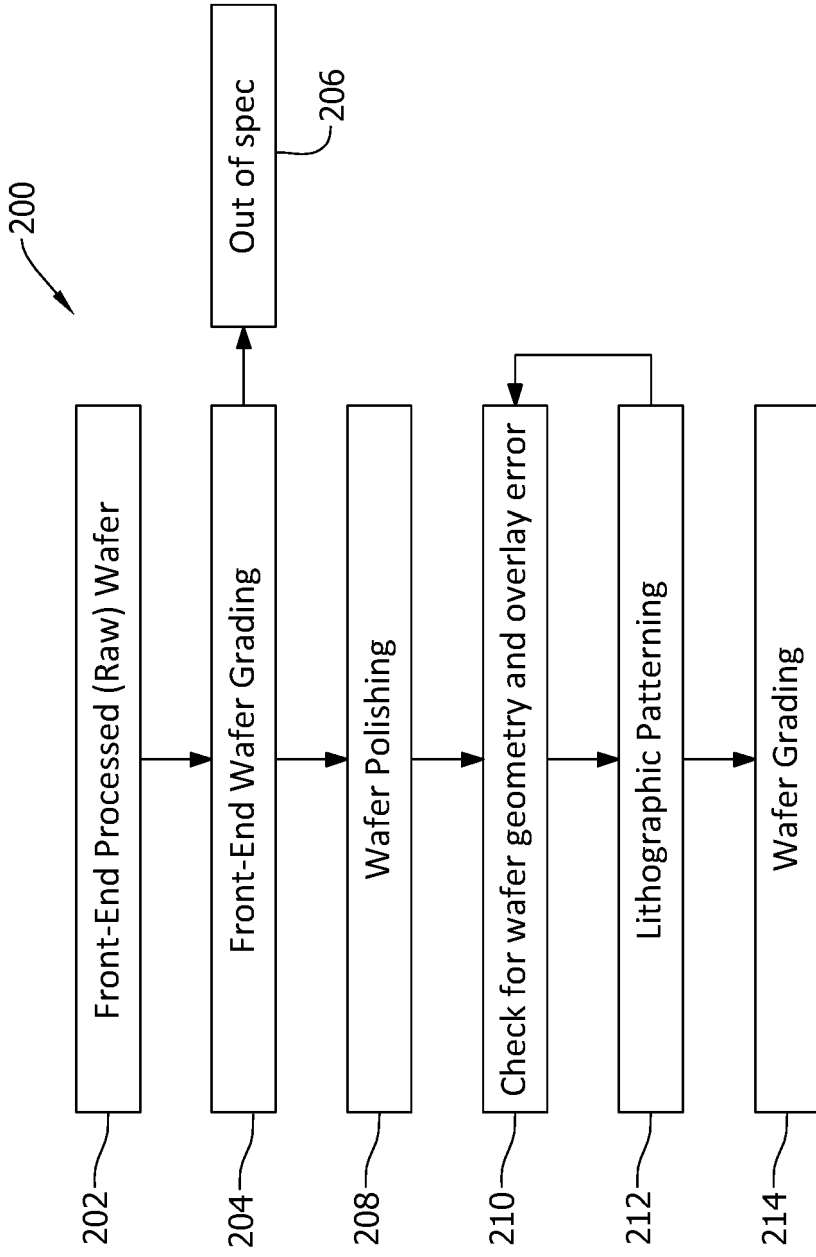 200
202
Front-End Processed (Raw) Wafer
204
Front-End Wafer Grading
Out of spec
206
208
Wafer Polishing
210
Check for wafer geometry and overlay error
212
Lithographic Patterning
214
Wafer Grading